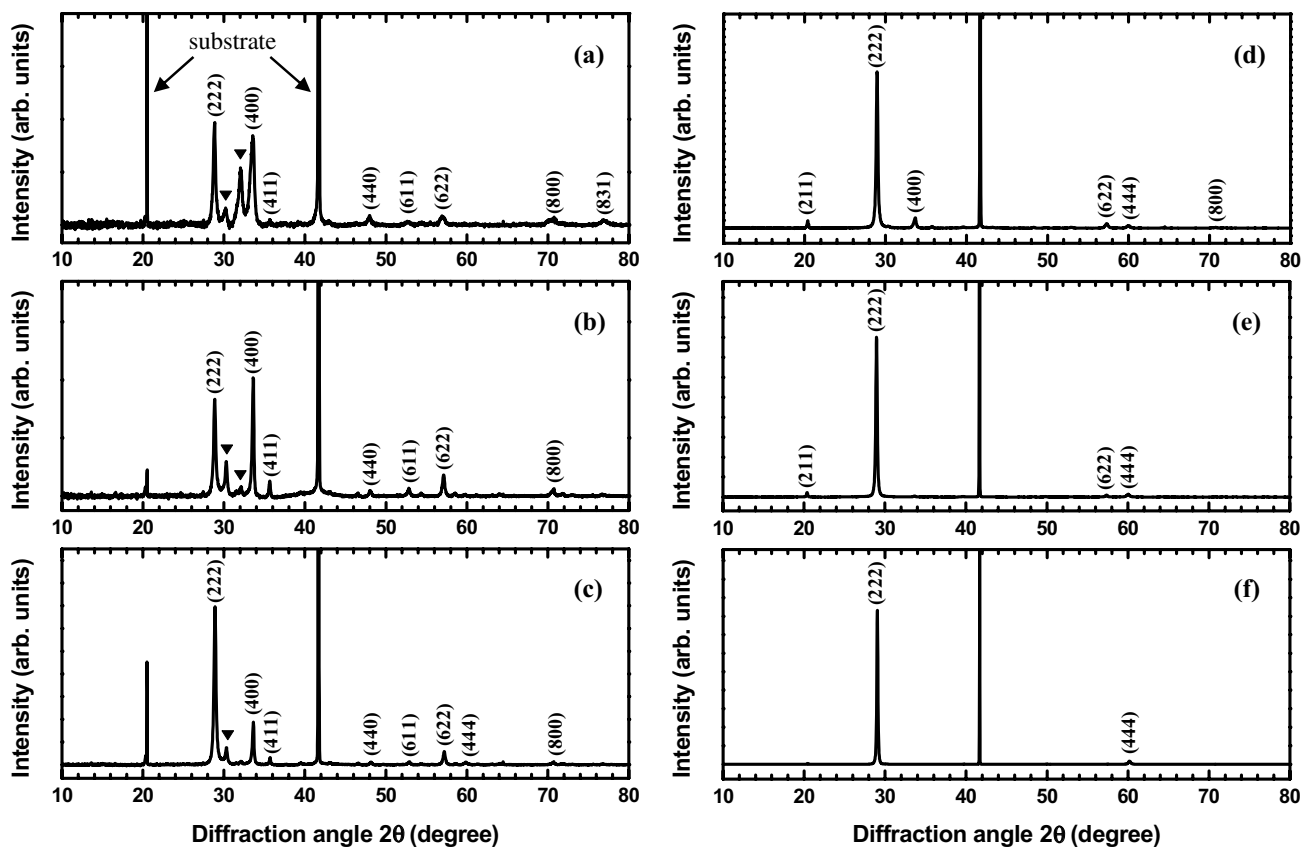 Intensity (arb. units)
substrate
(a)
(222)
(400)
(411)
(440)
(611)
(622)
(800)
(831)
10 20 30 40 50 60 70 80
Intensity (arb. units)
(b)
(222)
(400)
(411)
(440)
(611)
(622)
(800)
10 20 30 40 50 60 70 80
Intensity (arb. units)
(c)
(222)
(400)
(411)
(440)
(611)
(622)
(444)
(800)
10 20 30 40 50 60 70 80
Diffraction angle 2θ (degree)
Intensity (arb. units)
(d)
(211)
(222)
(400)
(622)
(444)
(800)
10 20 30 40 50 60 70 80
Intensity (arb. units)
(e)
(211)
(222)
(622)
(444)
10 20 30 40 50 60 70 80
Intensity (arb. units)
(f)
(222)
(444)
10 20 30 40 50 60 70 80
Diffraction angle 2θ (degree)